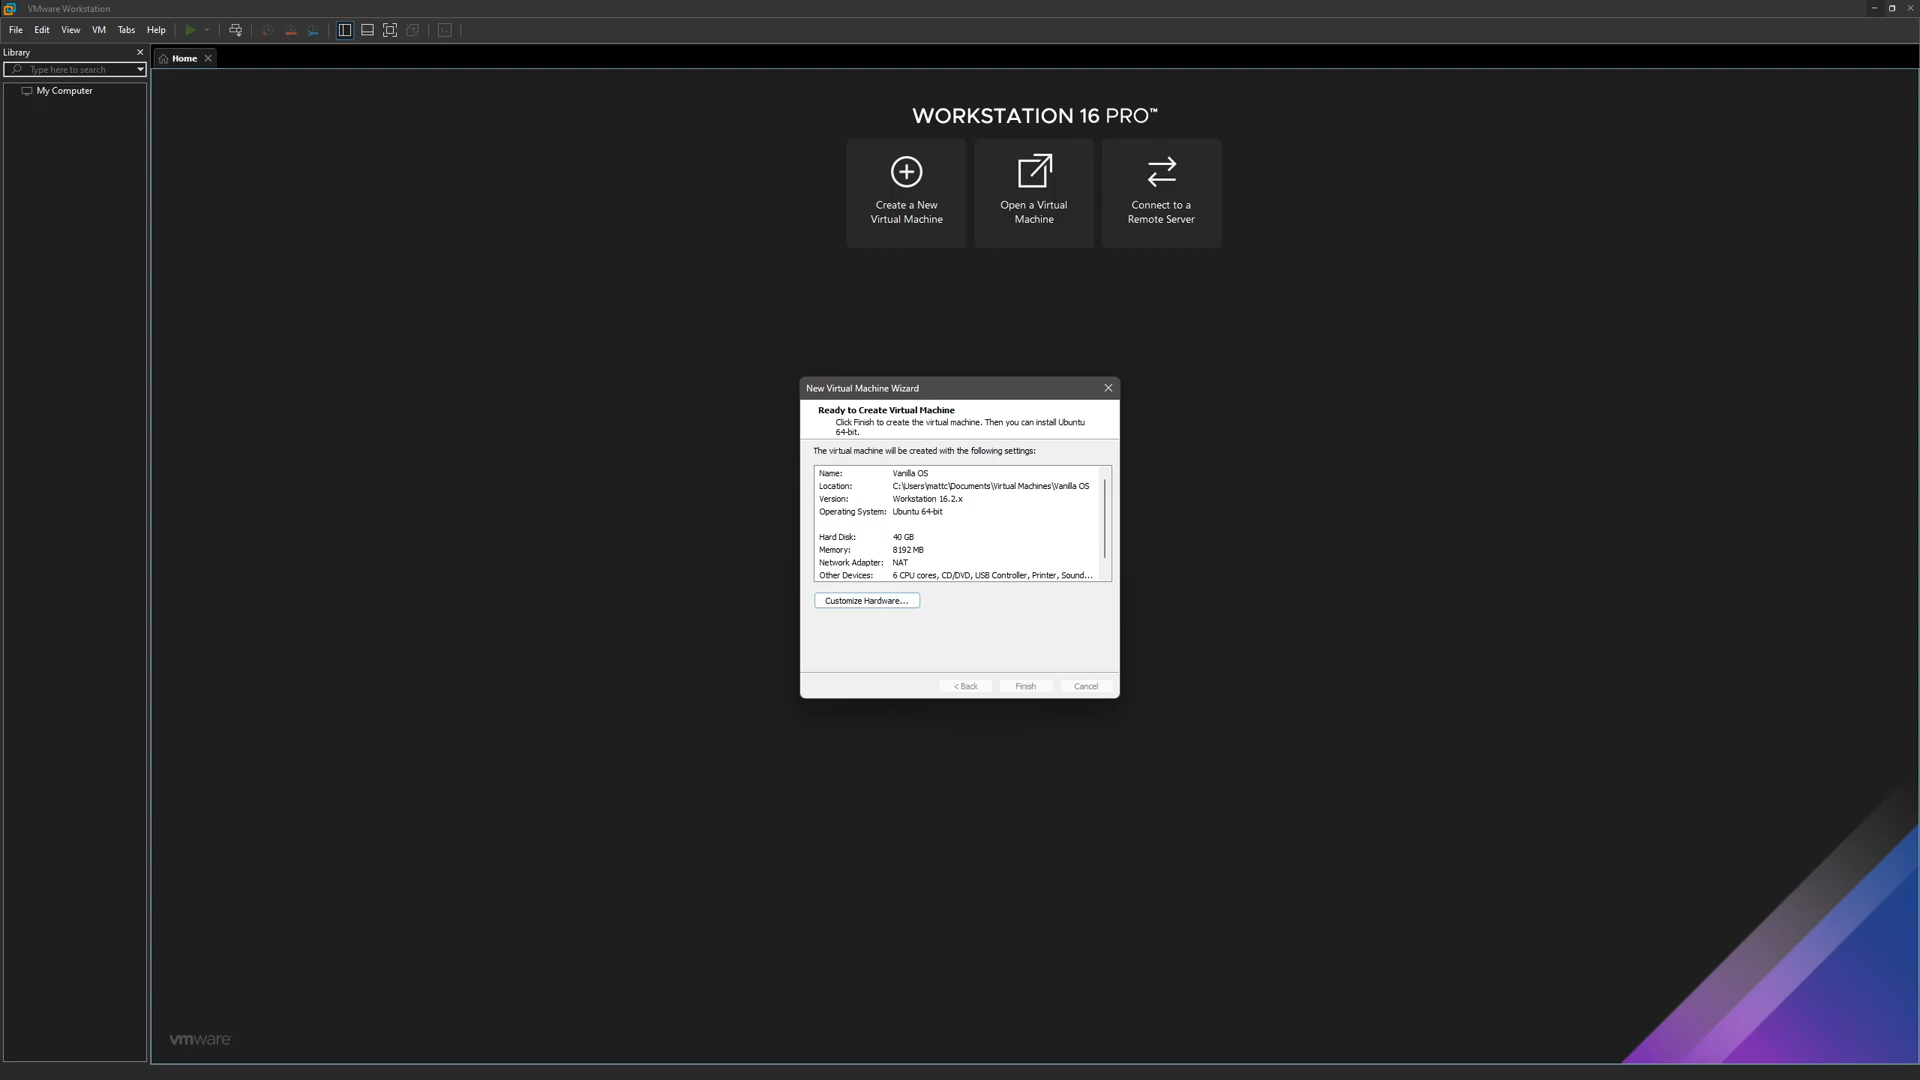 VMware Workstation
File Edit View VM Tabs Help
Library
Type here to search
My Computer
Home
WORKSTATION 16 PRO™
Create a New
Virtual Machine
Open a Virtual
Machine
Connect to a
Remote Server
New Virtual Machine Wizard
Ready to Create Virtual Machine
Click Finish to create the virtual machine. Then you can install Ubuntu
64-bit.
The virtual machine will be created with the following settings:
Name: Vanilla OS
Location: C:\Users\mattc\Documents\Virtual Machines\Vanilla OS
Version: Workstation 16.2.x
Operating System: Ubuntu 64-bit
Hard Disk: 40 GB
Memory: 8192 MB
Network Adapter: NAT
Other Devices: 6 CPU cores, CD/DVD, USB Controller, Printer, Sound...
Customize Hardware...
< Back Finish Cancel
vmware